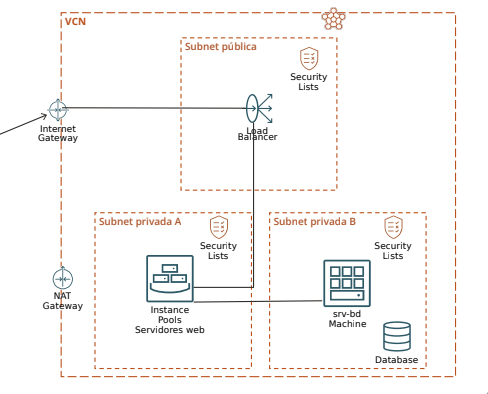 VCN
Subnet pública
Security
Lists
Load
Balancer
Internet
Gateway
Subnet privada A
Security
Lists
Instance
Pools
Servidores web
Subnet privada B
Security
Lists
srv-bd
Machine
Database
NAT
Gateway